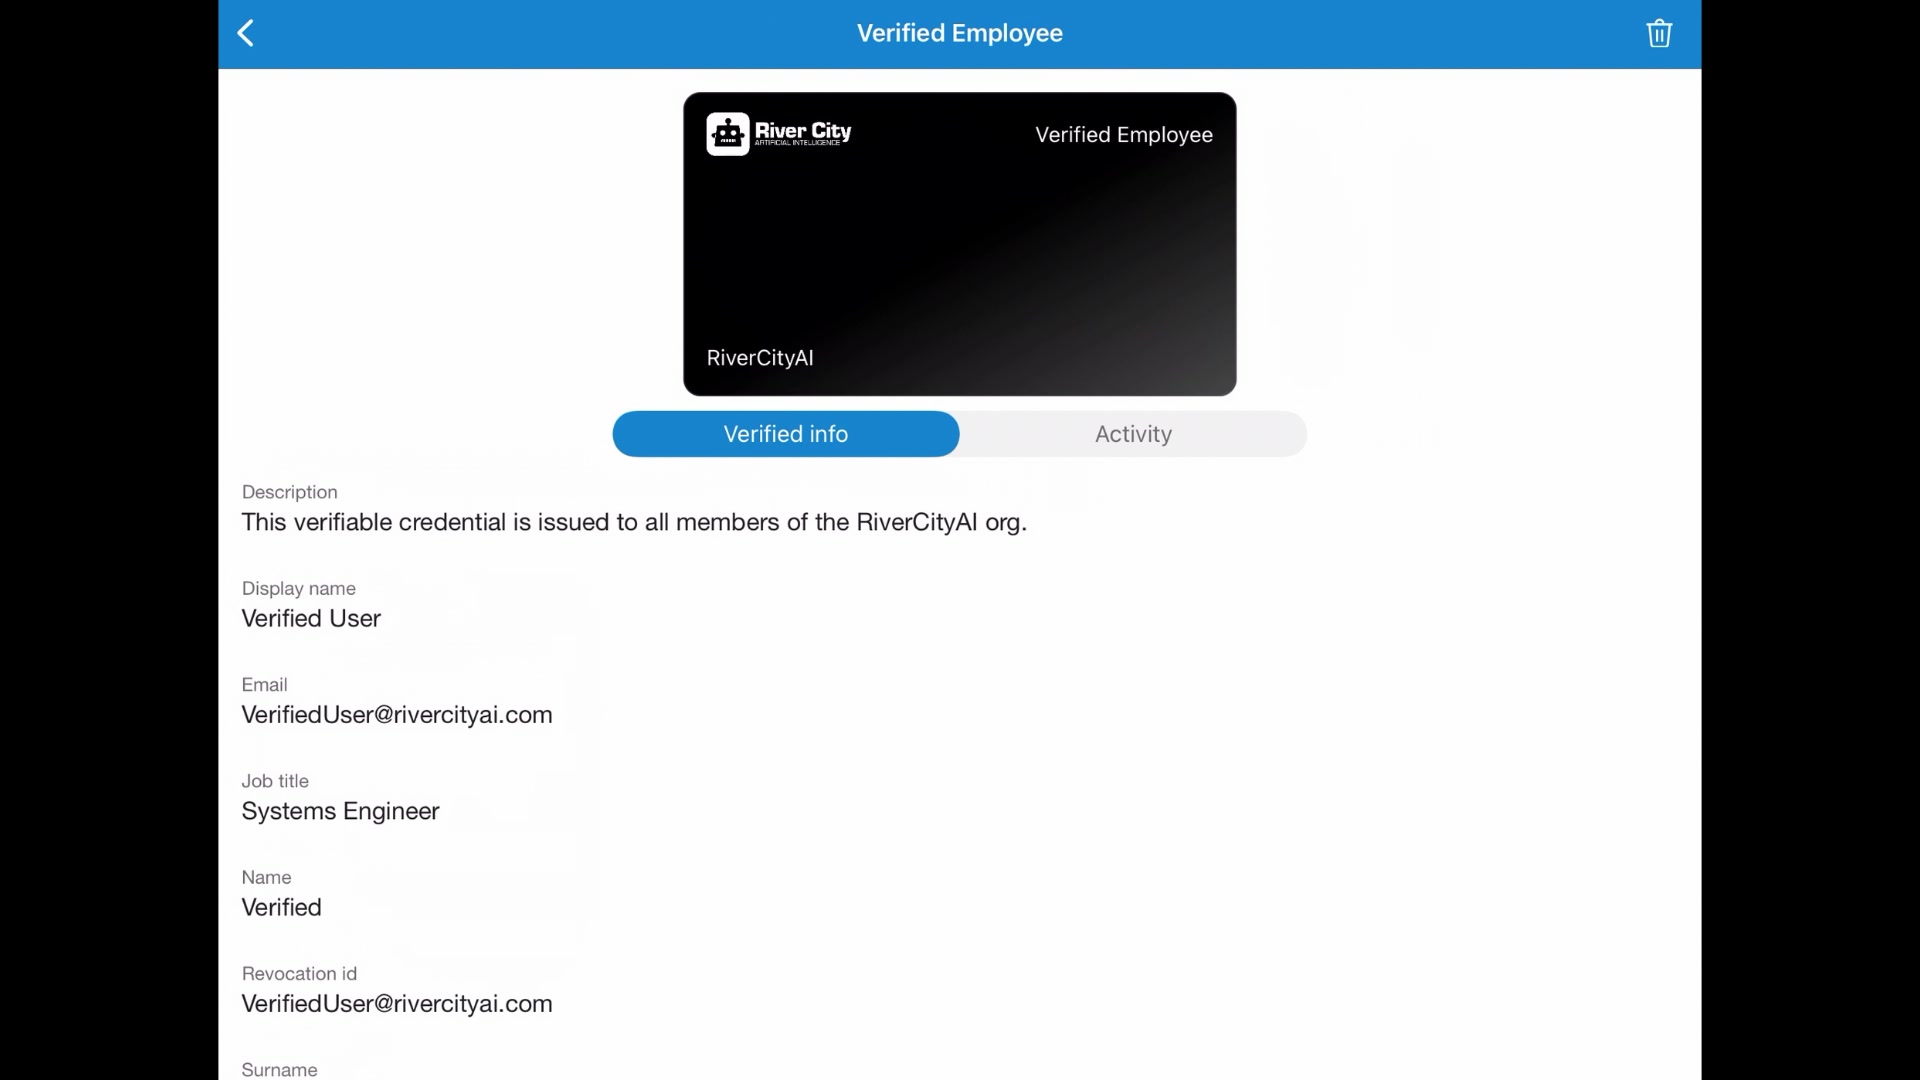 Verified Employee
River City
ARTIFICIAL INTELLIGENCE
Verified Employee
RiverCityAI
Verified info
Activity
Description
This verifiable credential is issued to all members of the RiverCityAI org.
Display name
Verified User
Email
VerifiedUser@rivercityai.com
Job title
Systems Engineer
Name
Verified
Revocation id
VerifiedUser@rivercityai.com
Surname